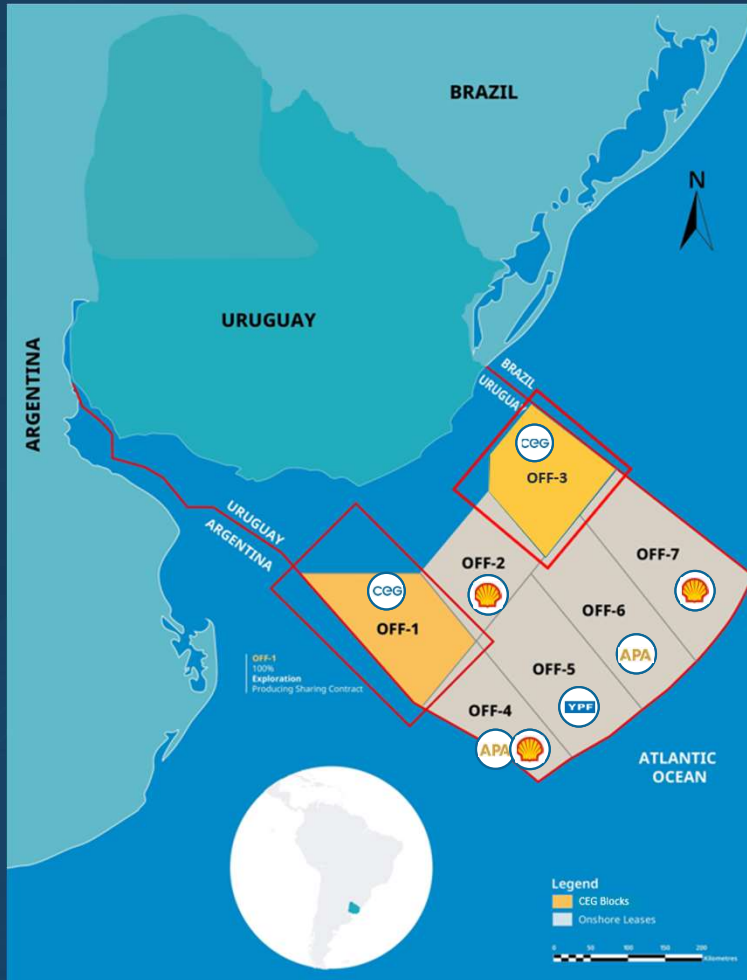 BRAZIL
N
URUGUAY
ARGENTINA
BRAZIL
URUGUAY
CEG
OFF-3
URUGUAY
ARGENTINA
OFF-2
OFF-7
CEG
OFF-1
OFF-6
APA
OFF-1
100%
Exploration
Producing Sharing Contract
OFF-5
YPF
OFF-4
APA
ATLANTIC
OCEAN
Legend
CEG Blocks
Onshore Leases
0 50 100 150 200
Kilometres